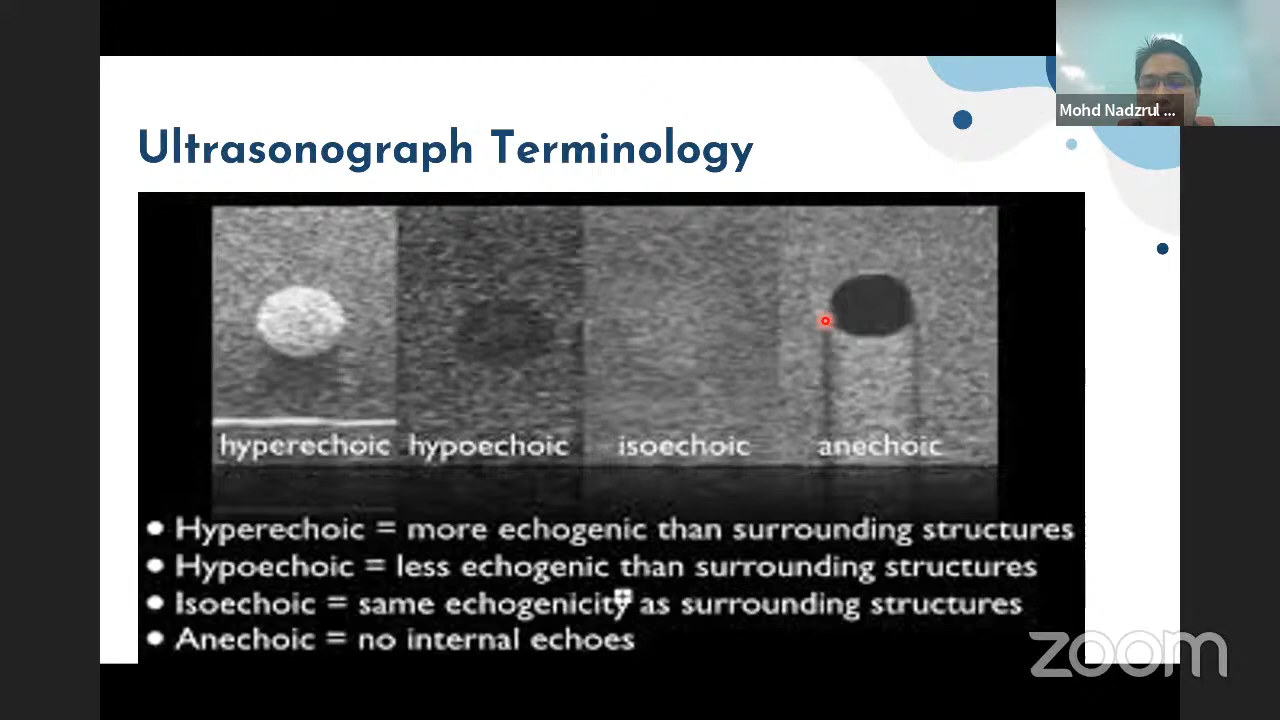 Mohd Nadzrul ...
Ultrasonograph Terminology
hyperechoic hypoechoic isoechoic anechoic
• Hyperechoic = more echogenic than surrounding structures
• Hypoechoic = less echogenic than surrounding structures
• Isoechoic = same echogenicity as surrounding structures
• Anechoic = no internal echoes
zoom